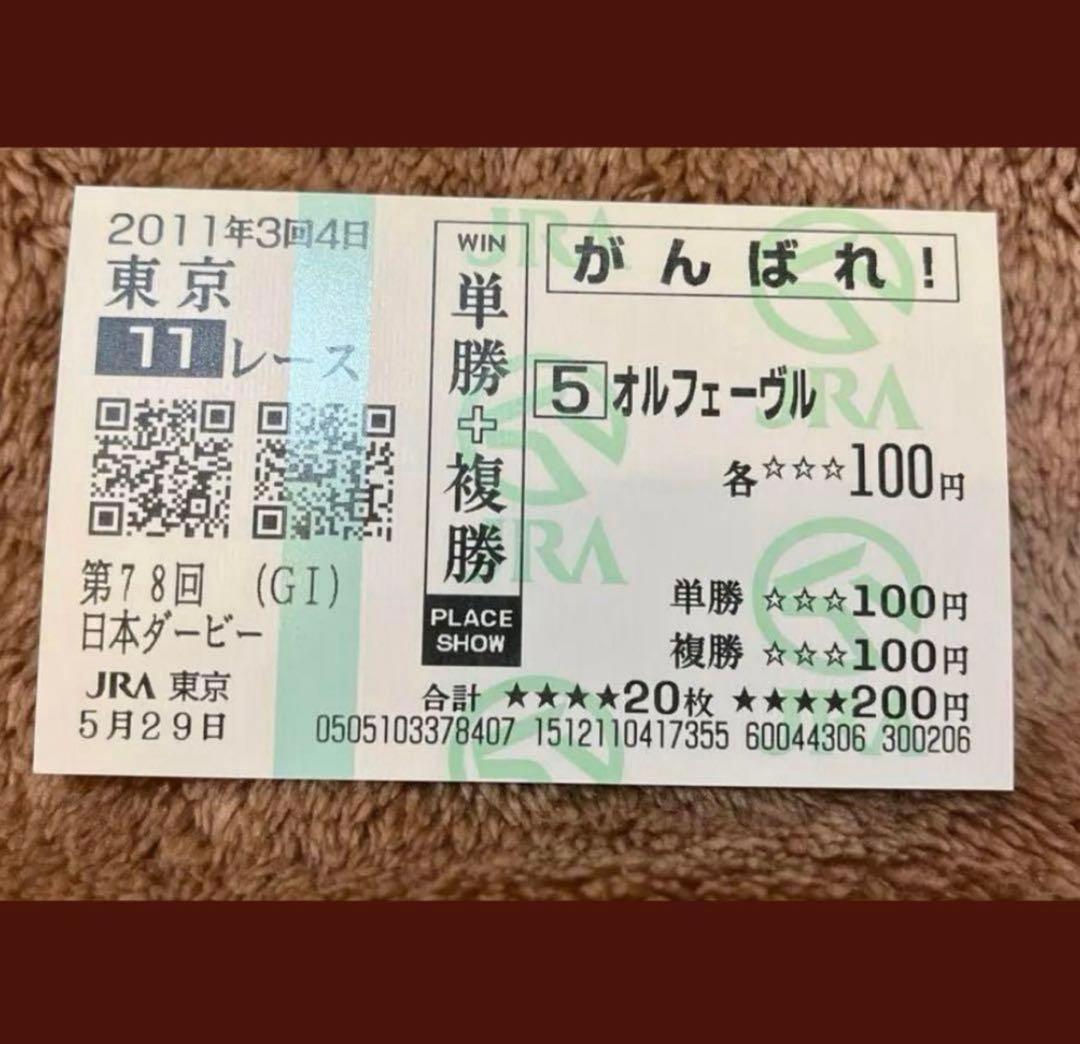 2011年3回4日
東京
11レース
第78回 (GI)
日本ダービー
JRA 東京
5月29日
WIN
単勝+複勝
PLACE
SHOW
がんばれ!
5 オルフェーヴル
各☆☆☆100円
単勝 ☆☆☆100円
複勝 ☆☆☆100円
合計 ★★★★20枚 ★★★★200円
0505103378407 1512110417355 60044306 300206
JRA
JRA
JRA
JRA